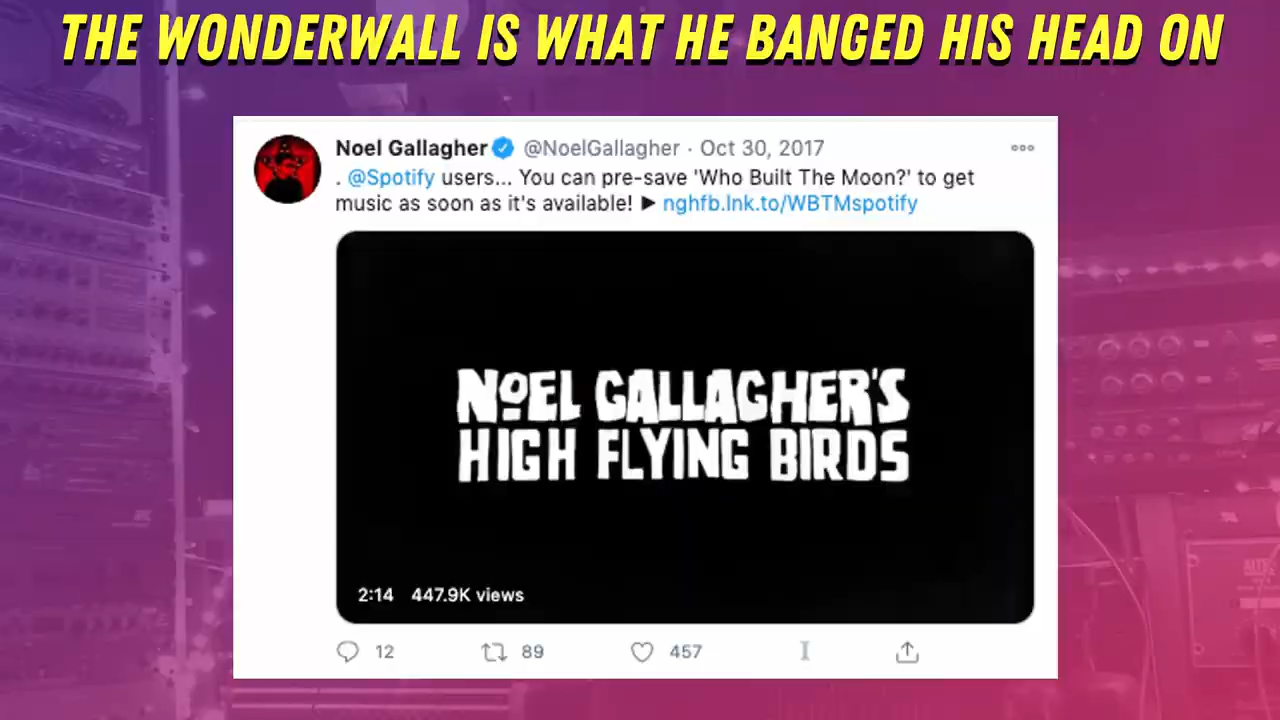 THE WONDERWALL IS WHAT HE BANGED HIS HEAD ON
Noel Gallagher @NoelGallagher · Oct 30, 2017
. @Spotify users... You can pre-save 'Who Built The Moon?' to get
music as soon as it's available! ► nghfb.lnk.to/WBTMspotify
NOEL GALLAGHER'S
HIGH FLYING BIRDS
2:14 447.9K views
12 89 457